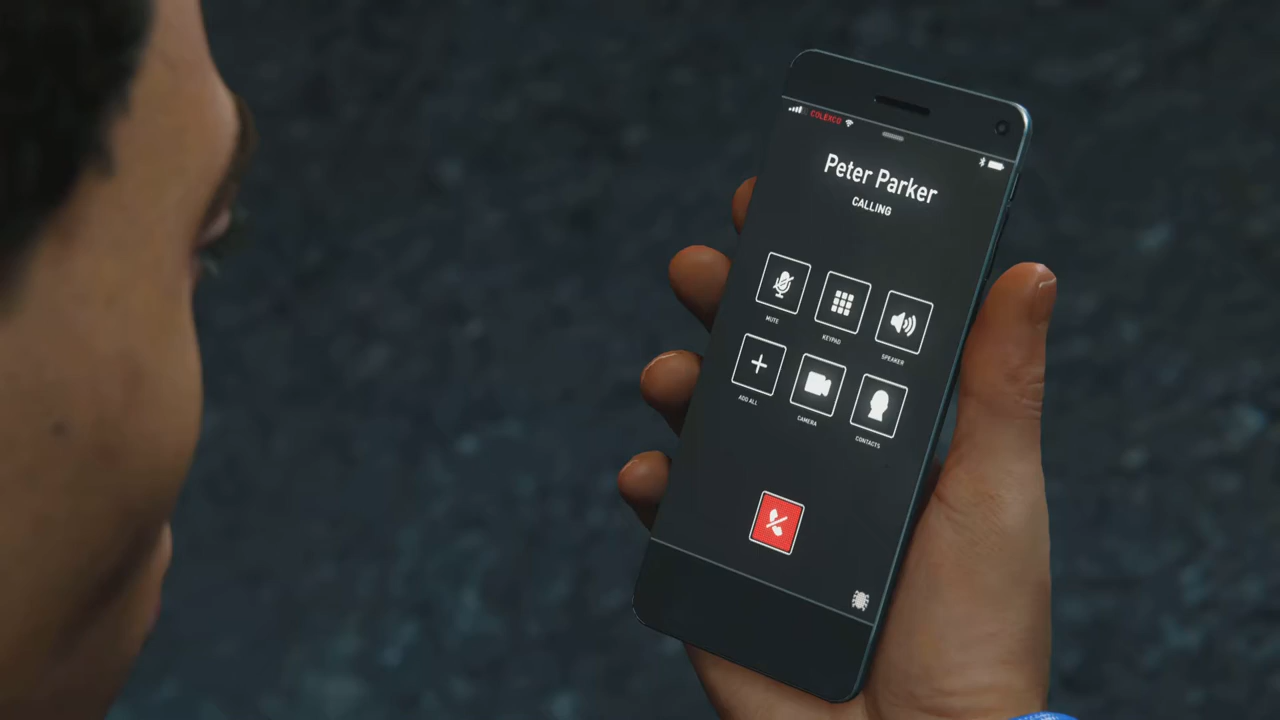 COLEXCO
Peter Parker
CALLING
MUTE
KEYPAD
SPEAKER
ADD ALL
CAMERA
CONTACTS